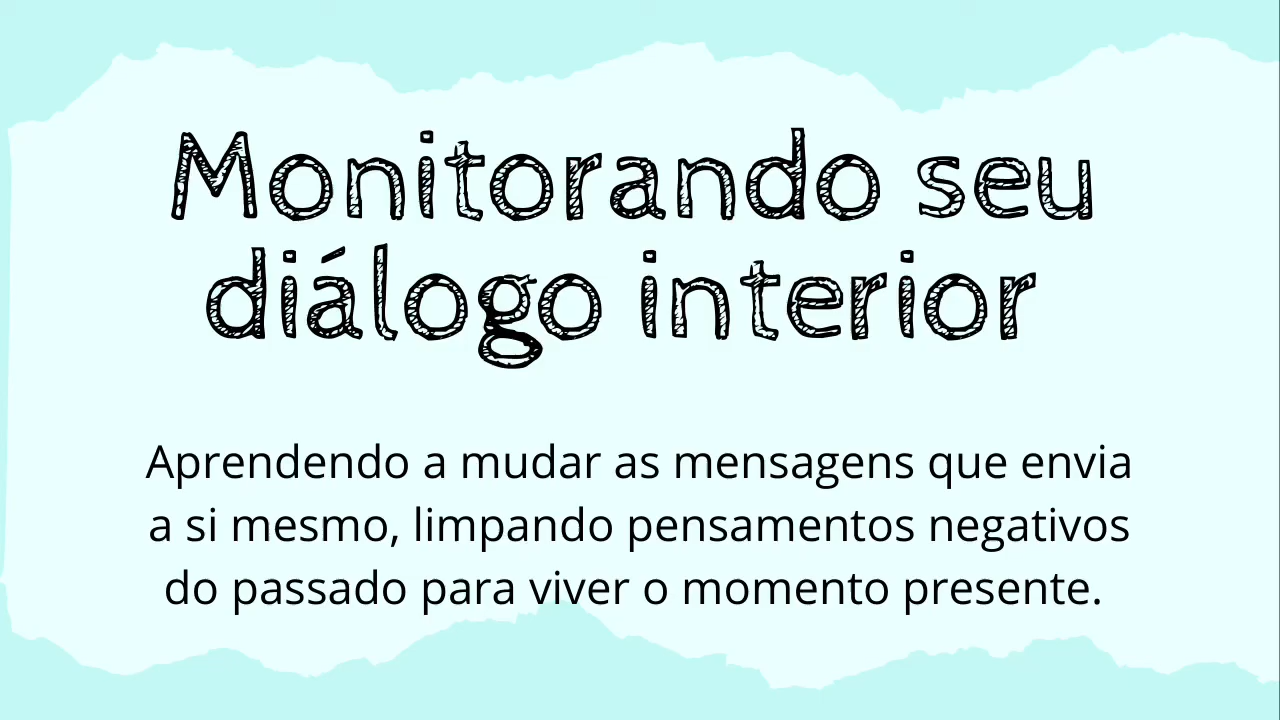 Monitorando seu
diálogo interior
Aprendendo a mudar as mensagens que envia
a si mesmo, limpando pensamentos negativos
do passado para viver o momento presente.